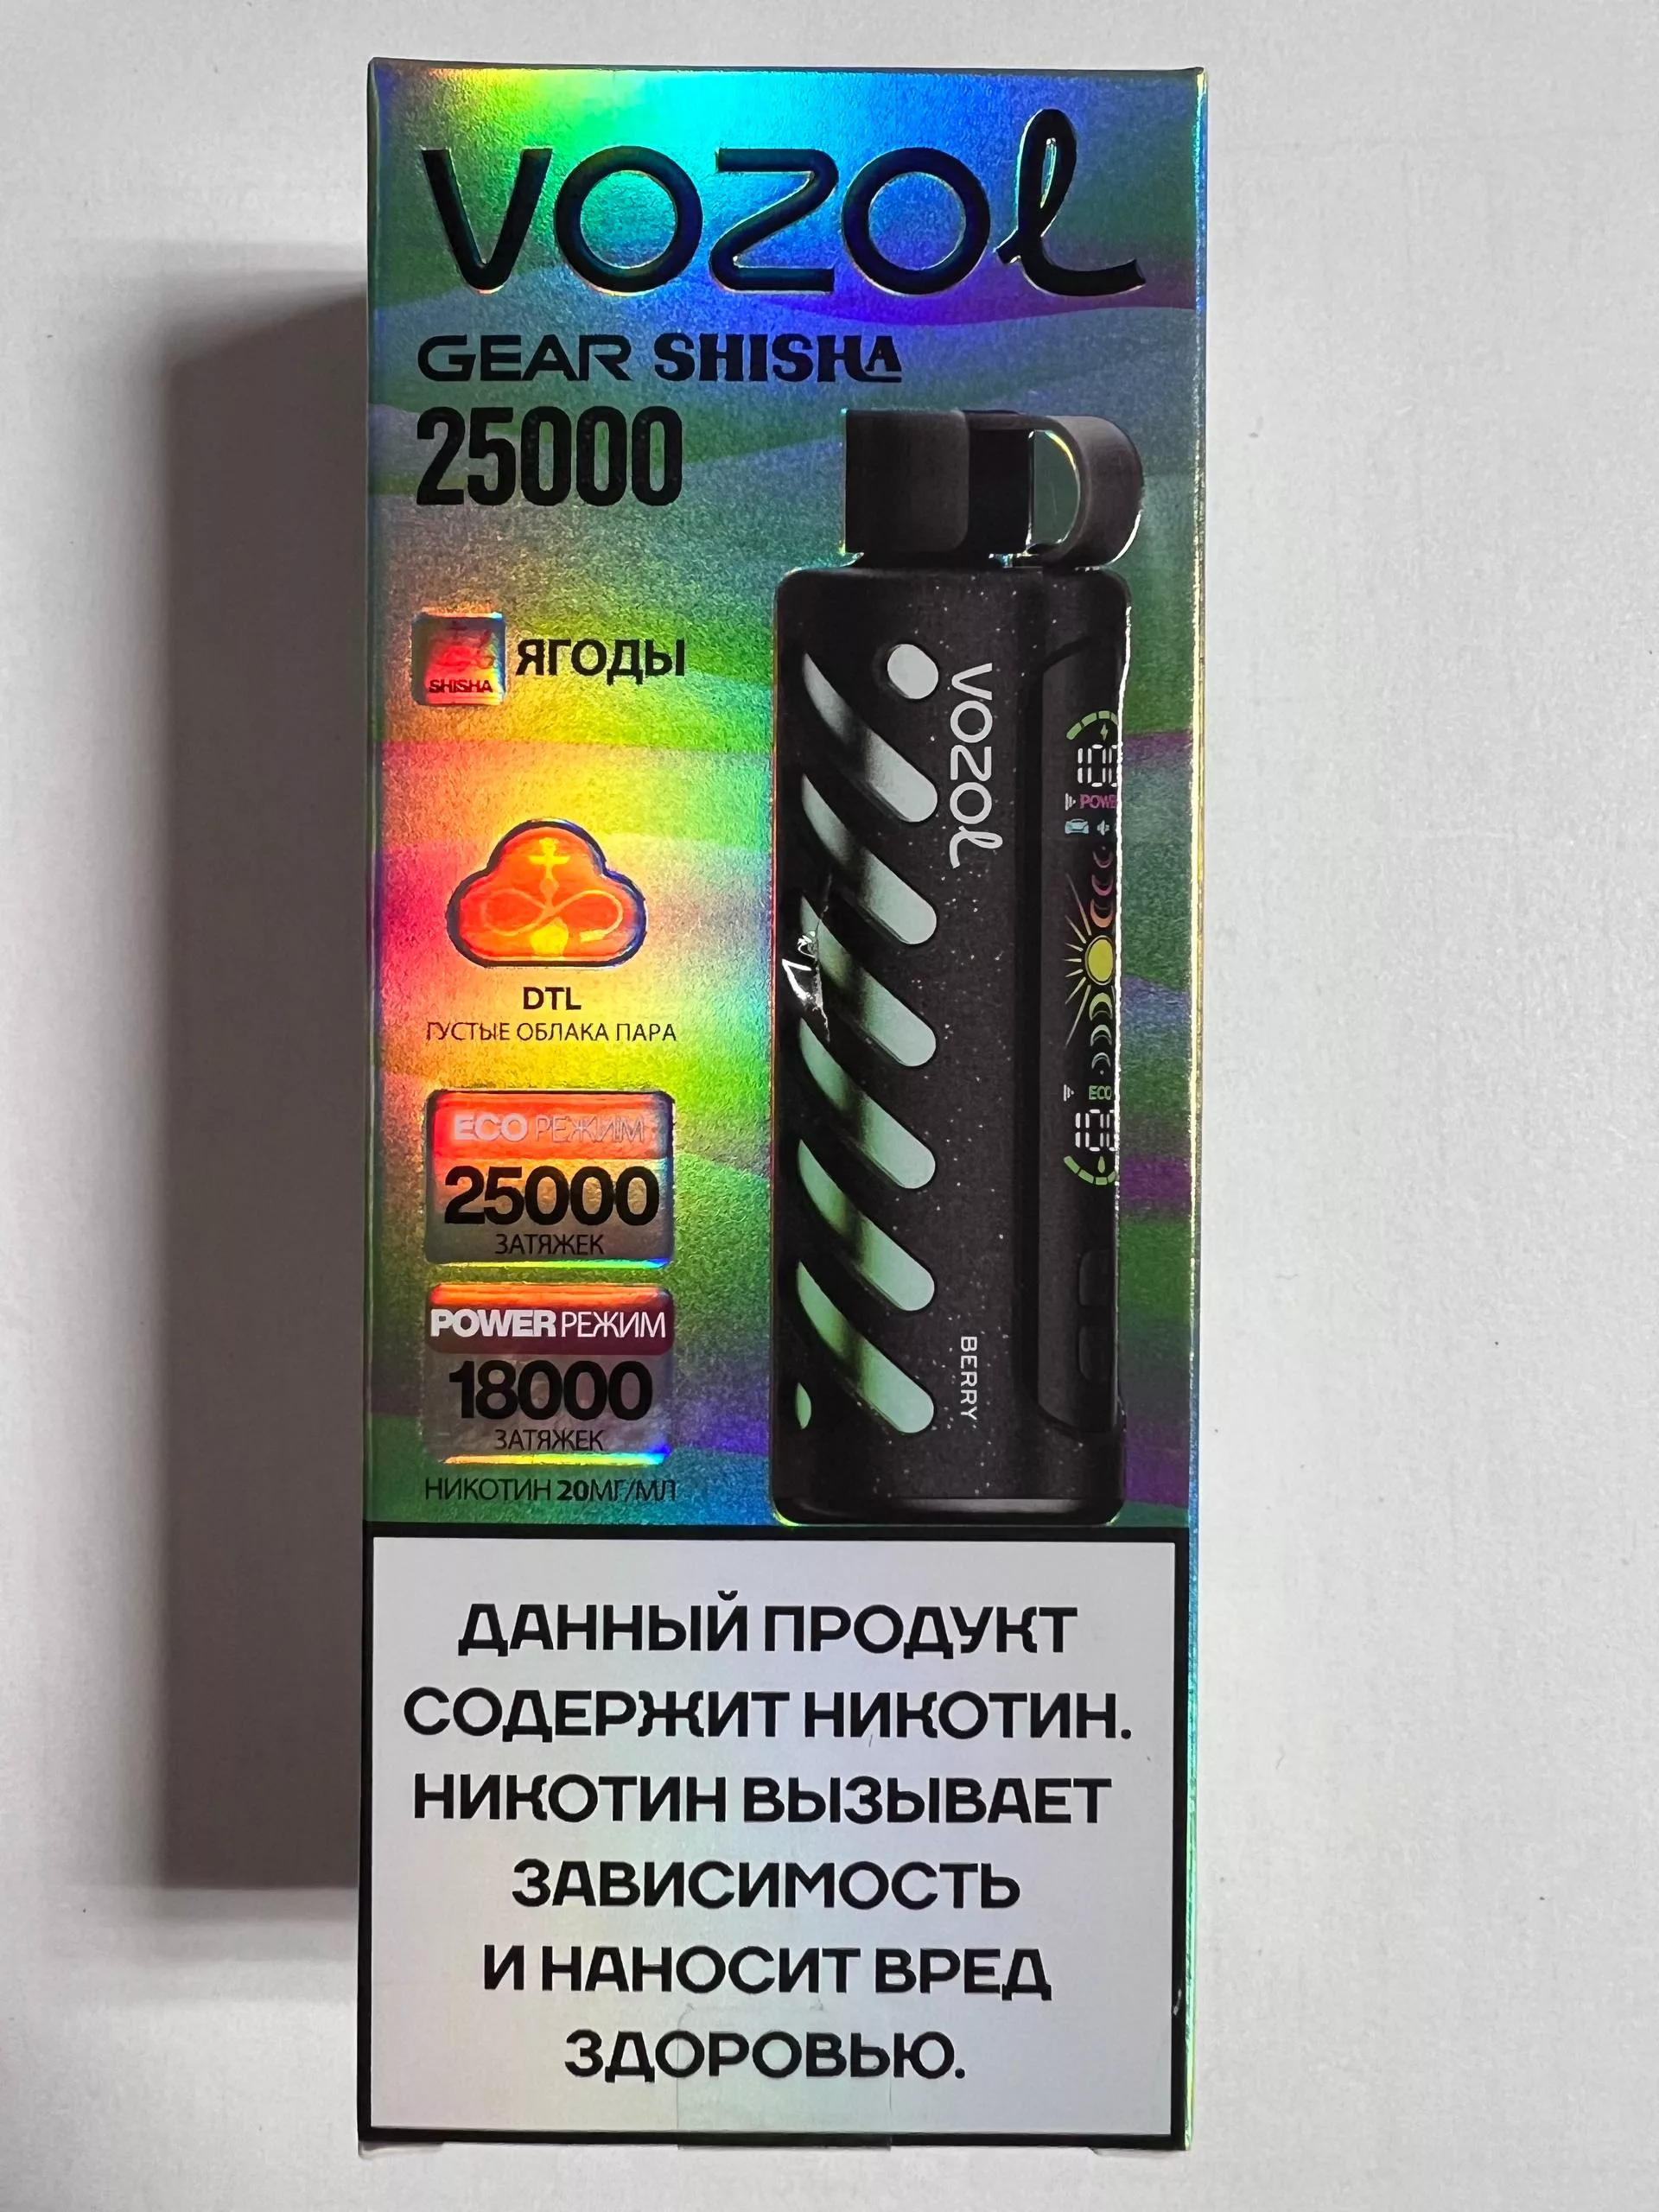 VOZOL
GEAR SHISHA
25000
SHISHA
ЯГОДЫ
DTL
ГУСТЫЕ ОБЛАКА ПАРА
ECO РЕЖИМ
25000
ЗАТЯЖЕК
POWER РЕЖИМ
18000
ЗАТЯЖЕК
НИКОТИН 20МГ/МЛ
VOZOL
BERRY
ECO
ДАННЫЙ ПРОДУКТ
СОДЕРЖИТ НИКОТИН.
НИКОТИН ВЫЗЫВАЕТ
ЗАВИСИМОСТЬ
И НАНОСИТ ВРЕД
ЗДОРОВЬЮ.